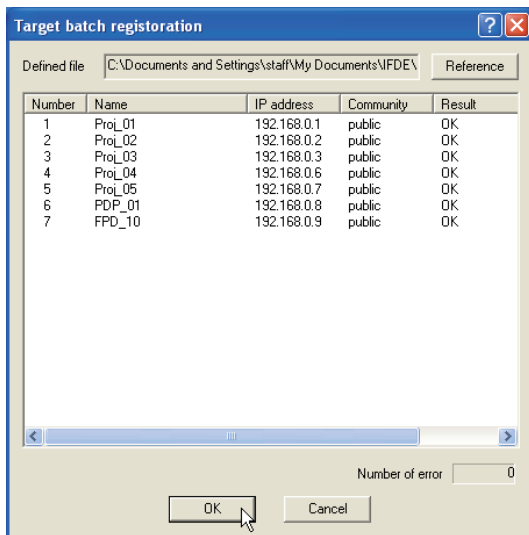 Target batch registoration
Defined file C:\Documents and Settings\staff\My Documents\IFDE\ Reference
Number Name IP address Community Result
1 Proj_01 192.168.0.1 public OK
2 Proj_02 192.168.0.2 public OK
3 Proj_03 192.168.0.3 public OK
4 Proj_04 192.168.0.6 public OK
5 Proj_05 192.168.0.7 public OK
6 PDP_01 192.168.0.8 public OK
7 FPD_10 192.168.0.9 public OK
Number of error 0
OK Cancel